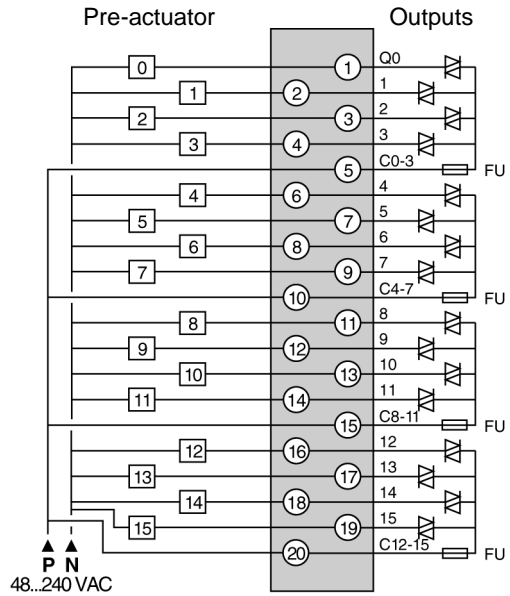 Pre-actuator Outputs
0 1 Q0
1 2 1
2 3 2
3 4 3
5 C0-3 FU
4 6 4
5 7 5
6 8 6
7 9 7
10 C4-7 FU
8 11 8
9 12 9
10 13 10
11 14 11
15 C8-11 FU
12 16 12
13 17 13
14 18 14
15 19 15
20 C12-15 FU
P N
48...240 VAC